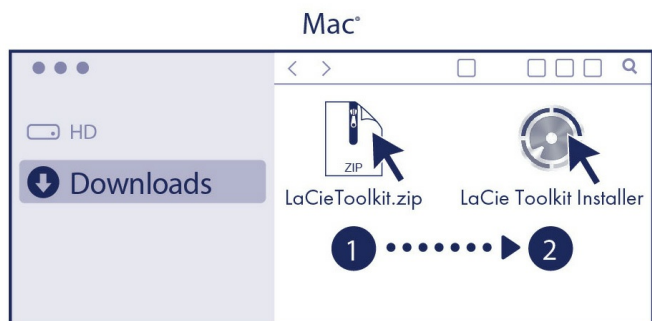 Mac°
HD
Downloads
ZIP
LaCieToolkit.zip
LaCie Toolkit Installer
1
2